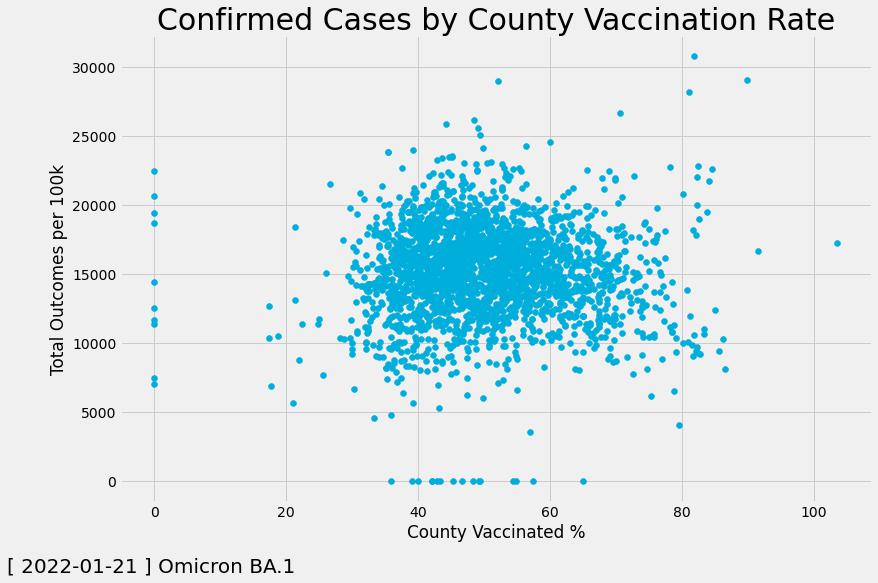 Confirmed Cases by County Vaccination Rate
30000
25000
20000
15000
10000
5000
0
Total Outcomes per 100k
0 20 40 60 80 100
County Vaccinated %
[ 2022-01-21 ] Omicron BA.1